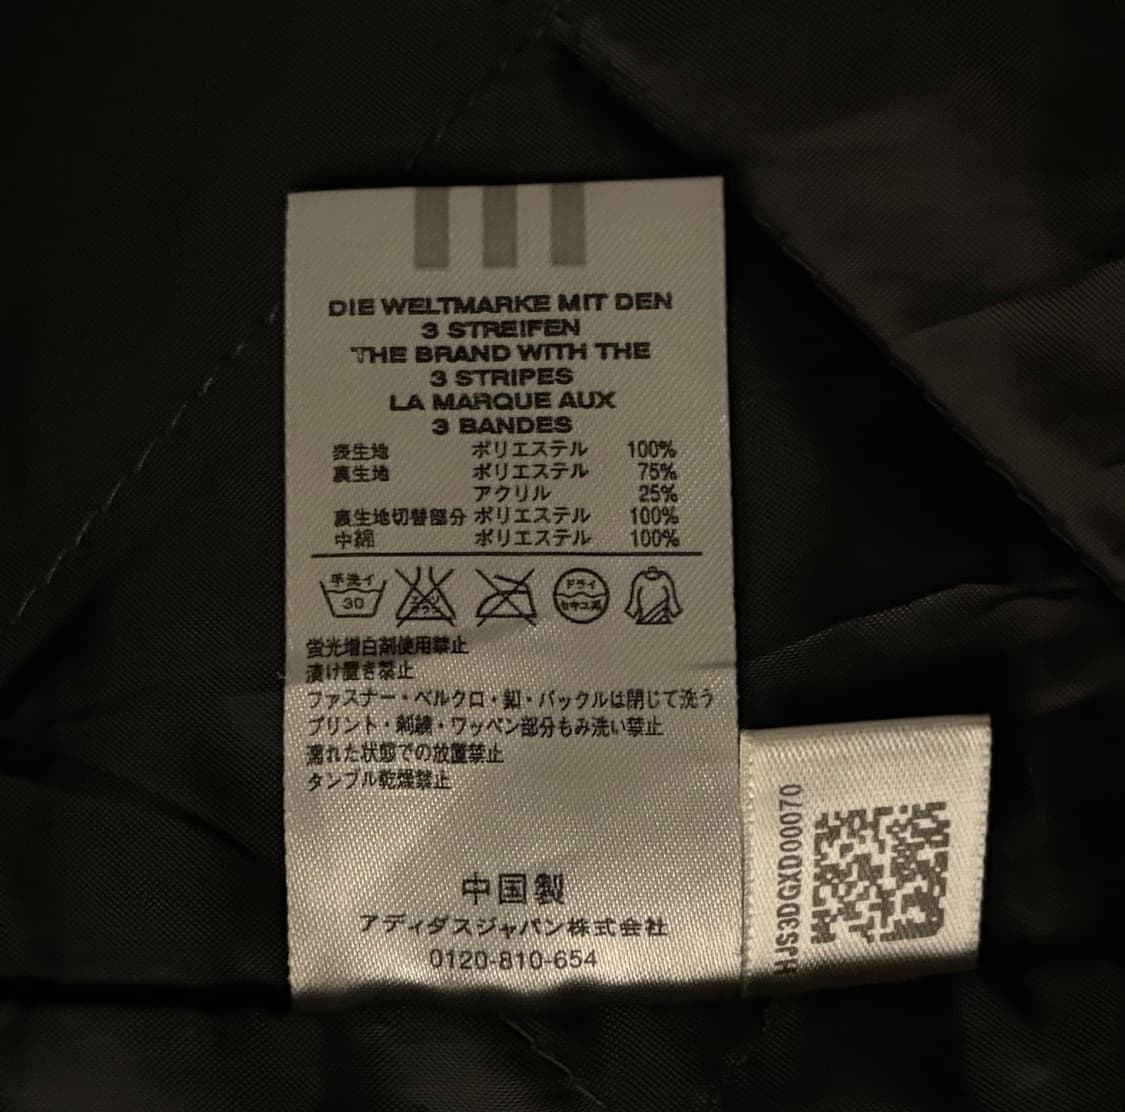 DIE WELTMARKE MIT DEN
3 STREIFEN
THE BRAND WITH THE
3 STRIPES
LA MARQUE AUX
3 BANDES
表生地 ポリエステル 100%
裏生地 ポリエステル 75%
アクリル 25%
裏生地切替部分 ポリエステル 100%
中綿 ポリエステル 100%
手洗イ
30
エンソ
サラシ
ドライ
セキユ系
蛍光増白剤使用禁止
漬け置き禁止
ファスナー・ベルクロ・釦・バックルは閉じて洗う
プリント・刺繍・ワッペン部分もみ洗い禁止
濡れた状態での放置禁止
タンブル乾燥禁止
中国製
アディダスジャパン株式会社
0120-810-654
HJS3DGXD00070